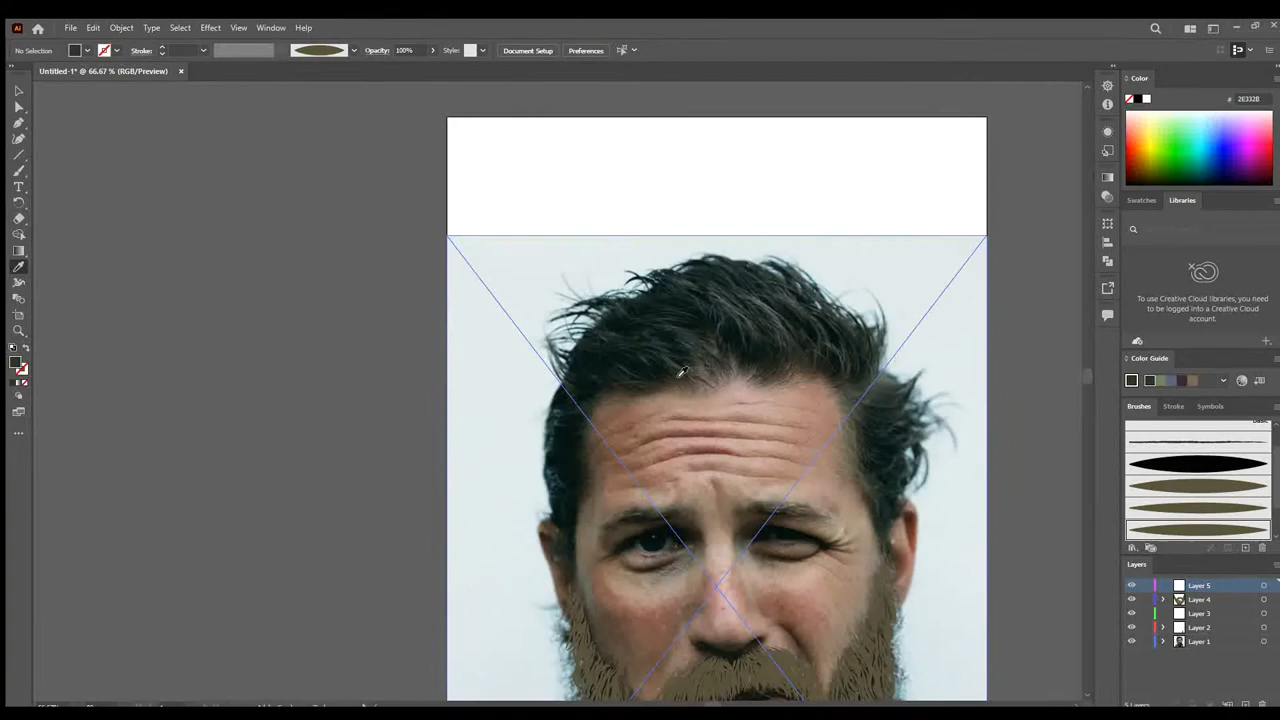 Ai File Edit Object Type Select Effect View Window Help
No Selection Stroke: Opacity: 100% Style: Document Setup Preferences
Untitled-1* @ 66.67 % (RGB/Preview) ×
Color
# 2E332B
Swatches Libraries
To use Creative Cloud libraries, you need
to be logged into a Creative Cloud
account.
Color Guide
Brushes Stroke Symbols
Basic
Layers
Layer 5
Layer 4
Layer 3
Layer 2
Layer 1